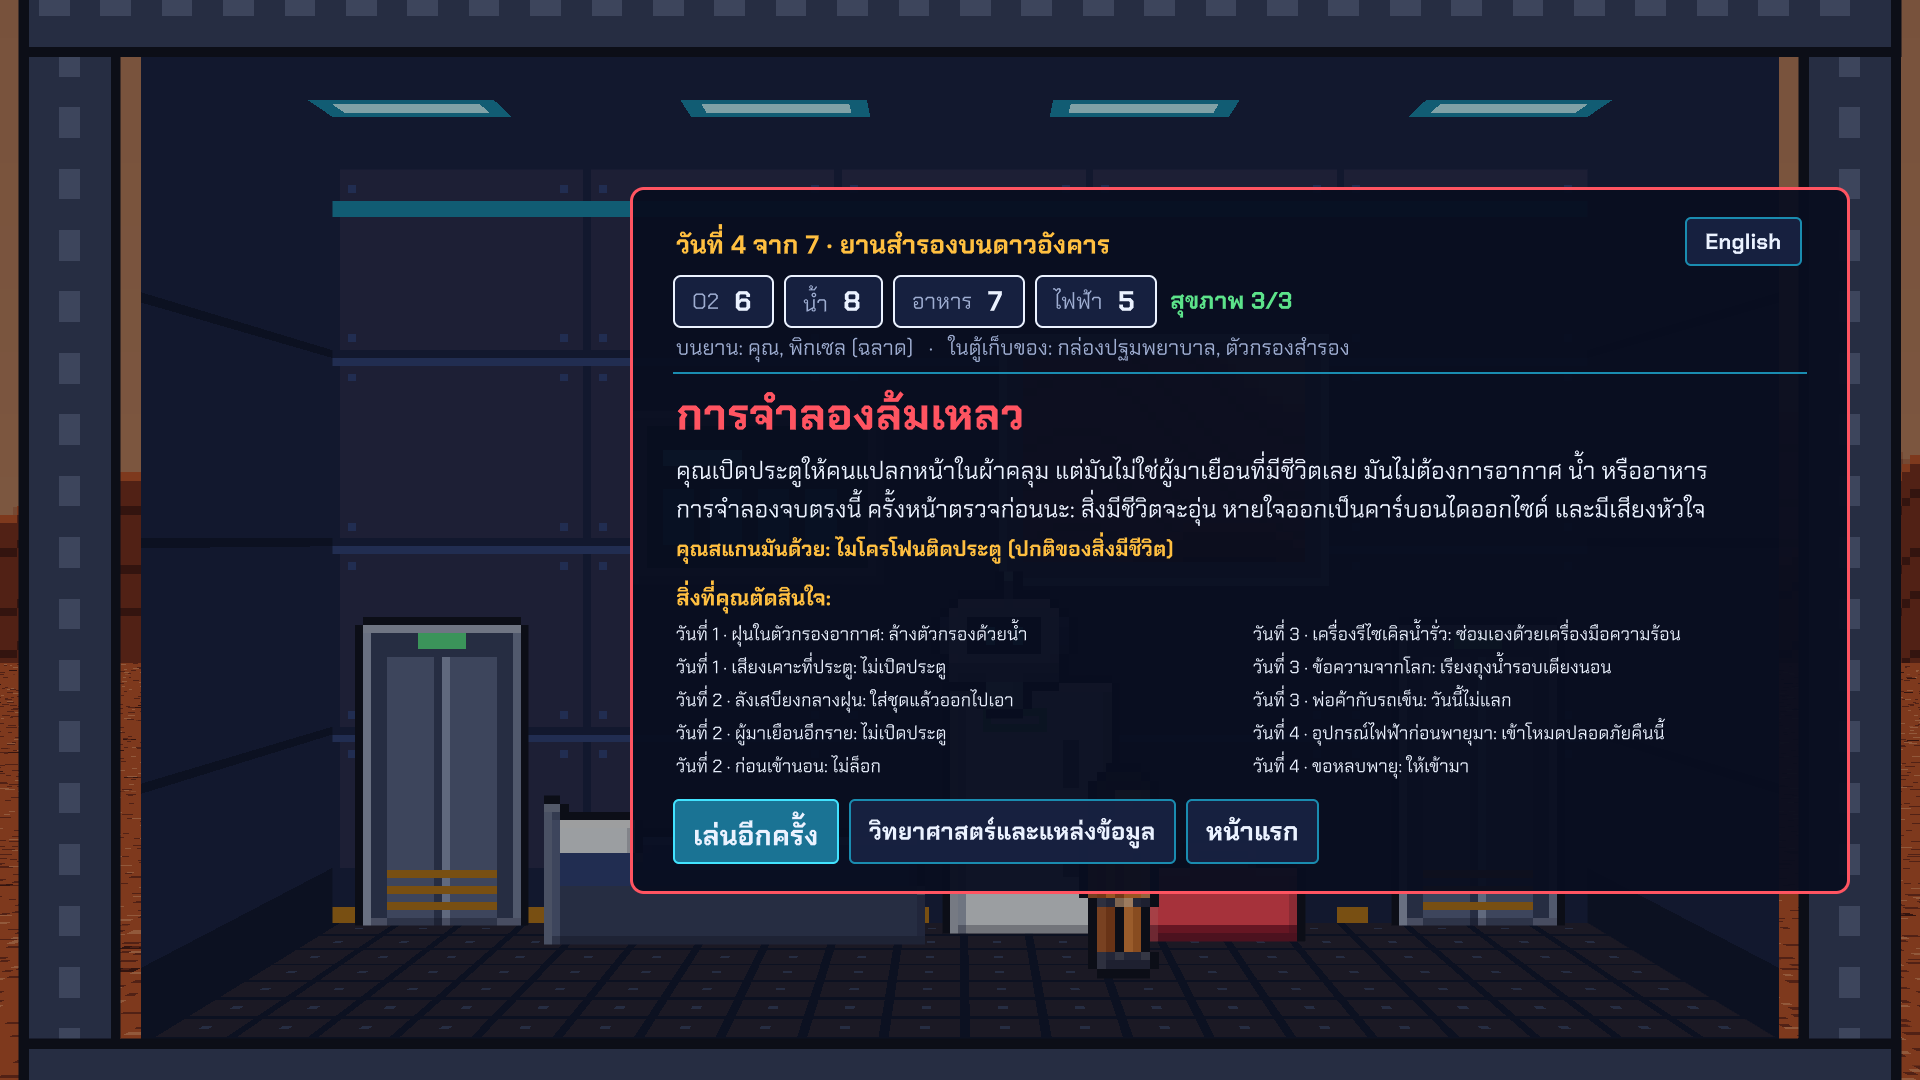 วันที่ 4 จาก 7 · ยานสำรองบนดาวอังคาร
English
O2 6 น้ำ 8 อาหาร 7 ไฟฟ้า 5 สุขภาพ 3/3
บนยาน: คุณ, พิกเซล (ฉลาด) · ในตู้เก็บของ: กล่องปฐมพยาบาล, ตัวกรองสำรอง
การจำลองล้มเหลว
คุณเปิดประตูให้คนแปลกหน้าในผ้าคลุม แต่มันไม่ใช่ผู้มาเยือนที่มีชีวิตเลย มันไม่ต้องการอากาศ น้ำ หรืออาหาร
การจำลองจบตรงนี้ ครั้งหน้าตรวจก่อนนะ: สิ่งมีชีวิตจะอุ่น หายใจออกเป็นคาร์บอนไดออกไซด์ และมีเสียงหัวใจ
คุณสแกนมันด้วย: ไมโครโฟนติดประตู (ปกติของสิ่งมีชีวิต)
สิ่งที่คุณตัดสินใจ:
วันที่ 1 · ฝุ่นในตัวกรองอากาศ: ล้างตัวกรองด้วยน้ำ
วันที่ 1 · เสียงเคาะที่ประตู: ไม่เปิดประตู
วันที่ 2 · ลังเสบียงกลางฝุ่น: ใส่ชุดแล้วออกไปเอา
วันที่ 2 · ผู้มาเยือนอีกราย: ไม่เปิดประตู
วันที่ 2 · ก่อนเข้านอน: ไม่ล็อก
วันที่ 3 · เครื่องรีไซเคิลน้ำรั่ว: ซ่อมเองด้วยเครื่องมือความร้อน
วันที่ 3 · ข้อความจากโลก: เรียงถุงน้ำรอบเตียงนอน
วันที่ 3 · พ่อค้ากับรถเข็น: วันนี้ไม่แลก
วันที่ 4 · อุปกรณ์ไฟฟ้าก่อนพายุมา: เข้าโหมดปลอดภัยคืนนี้
วันที่ 4 · ขอหลบพายุ: ให้เข้ามา
เล่นอีกครั้ง วิทยาศาสตร์และแหล่งข้อมูล หน้าแรก